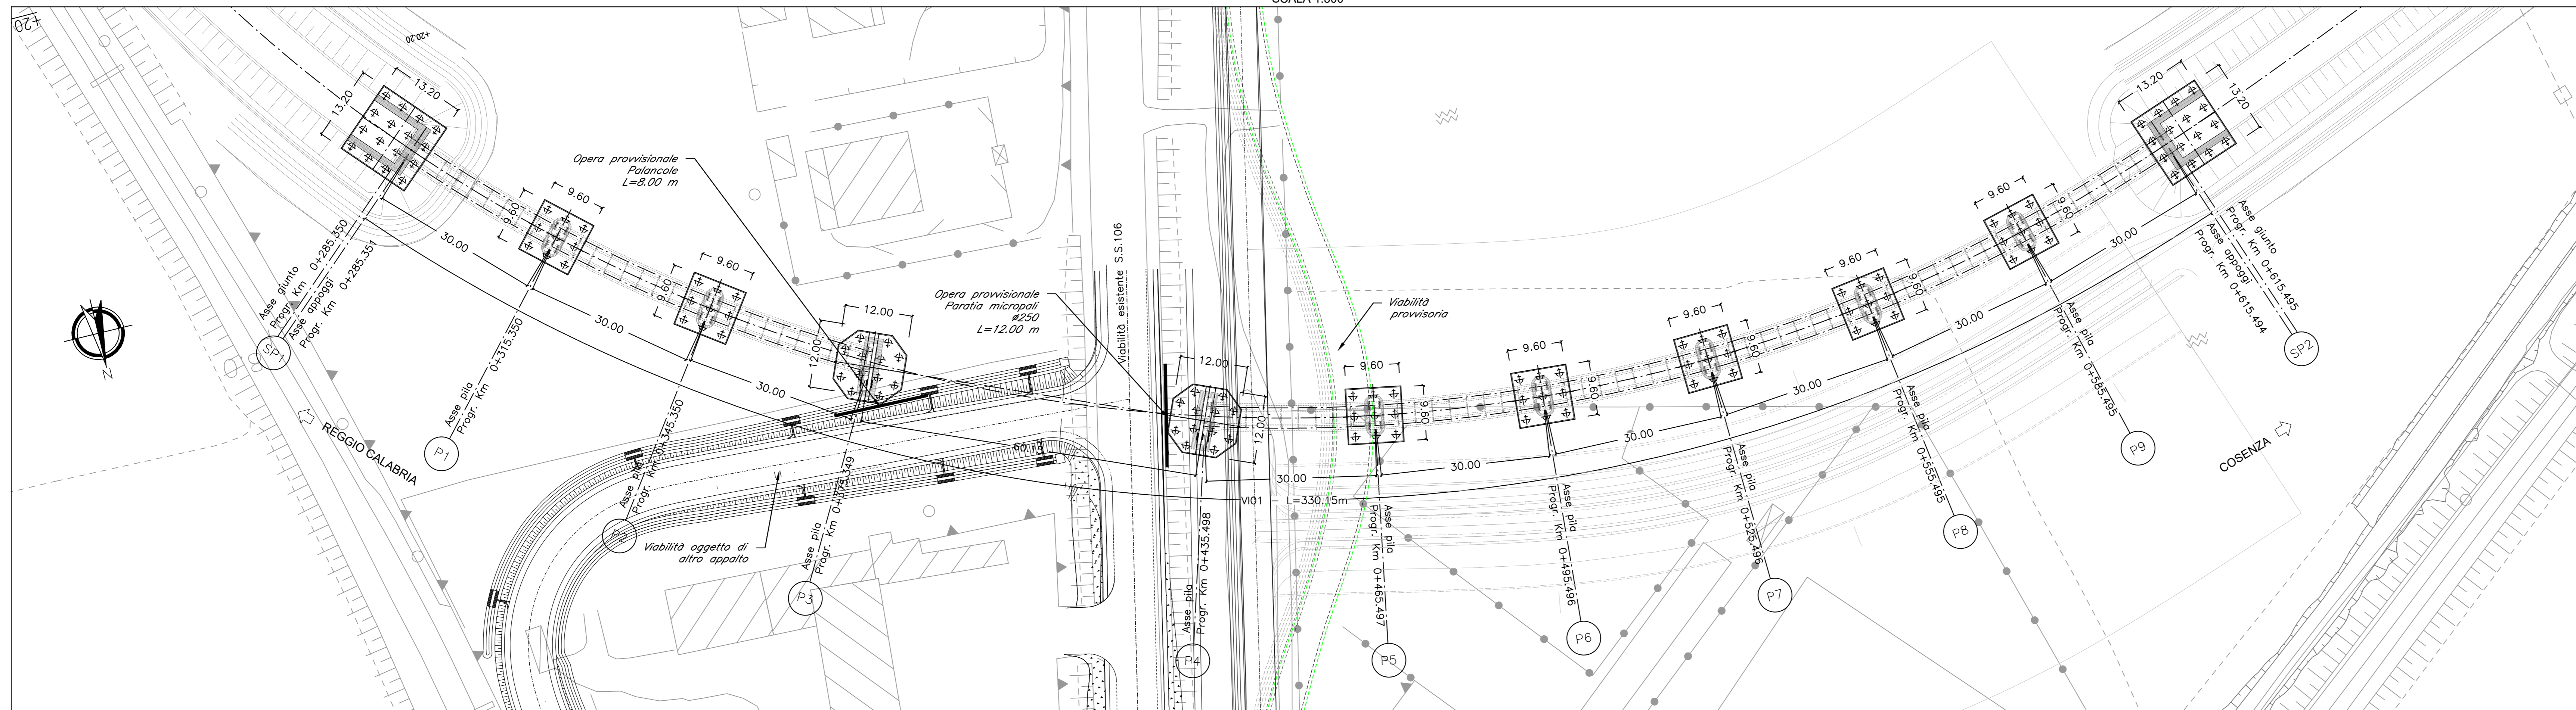 +20
+20.20
13.20
13.20
Asse giunto
Progr. Km 0+285.350
Asse appoggi
Progr. Km 0+285.351
SP1
N
REGGIO CALABRIA
30.00
9.60
9.60
Asse pila
Progr. Km 0+315.350
P1
30.00
9.60
9.60
Asse pila
Progr. Km 0+345.350
P2
30.00
Opera provvisionale
Palancole
L=8.00 m
12.00
12.00
Asse pila
Progr. Km 0+375.349
P3
Viabilità oggetto di
altro appalto
60.15
Opera provvisionale
Paratia micropali
ø250
L=12.00 m
Viabilità esistente S.S.106
12.00
12.00
Asse pila
Progr. Km 0+435.498
P4
30.00
VI01 - L=330.15m
Viabilità
provvisoria
9.60
9.60
Asse pila
Progr. Km 0+465.497
P5
30.00
9.60
9.60
Asse pila
Progr. Km 0+495.496
P6
30.00
9.60
9.60
Asse pila
Progr. Km 0+525.496
P7
30.00
9.60
9.60
Asse pila
Progr. Km 0+555.495
P8
30.00
9.60
9.60
Asse pila
Progr. Km 0+585.495
P9
30.00
13.20
13.20
Asse giunto
Progr. Km 0+615.495
Asse appoggi
Progr. Km 0+615.494
SP2
COSENZA